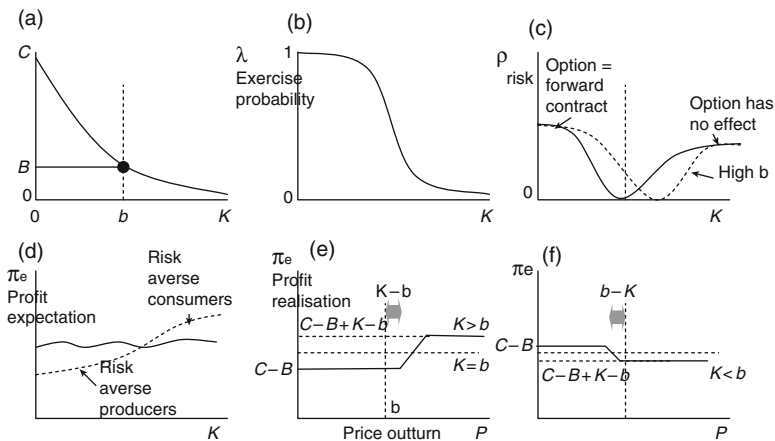 (a)
C
B
0
0
b
K
(b)
λ
1
Exercise
probability
0
K
(c)
ρ
risk
Option =
forward
contract
Option has
no effect
High b
0
K
(d)
πe
Profit
expectation
Risk
averse
consumers
Risk
averse
producers
K
(e)
πe
Profit
realisation
K–b
C–B+K–b
K>b
C–B
K=b
b
Price outturn
P
(f)
πe
b–K
C–B
C–B+K–b
K<b
P